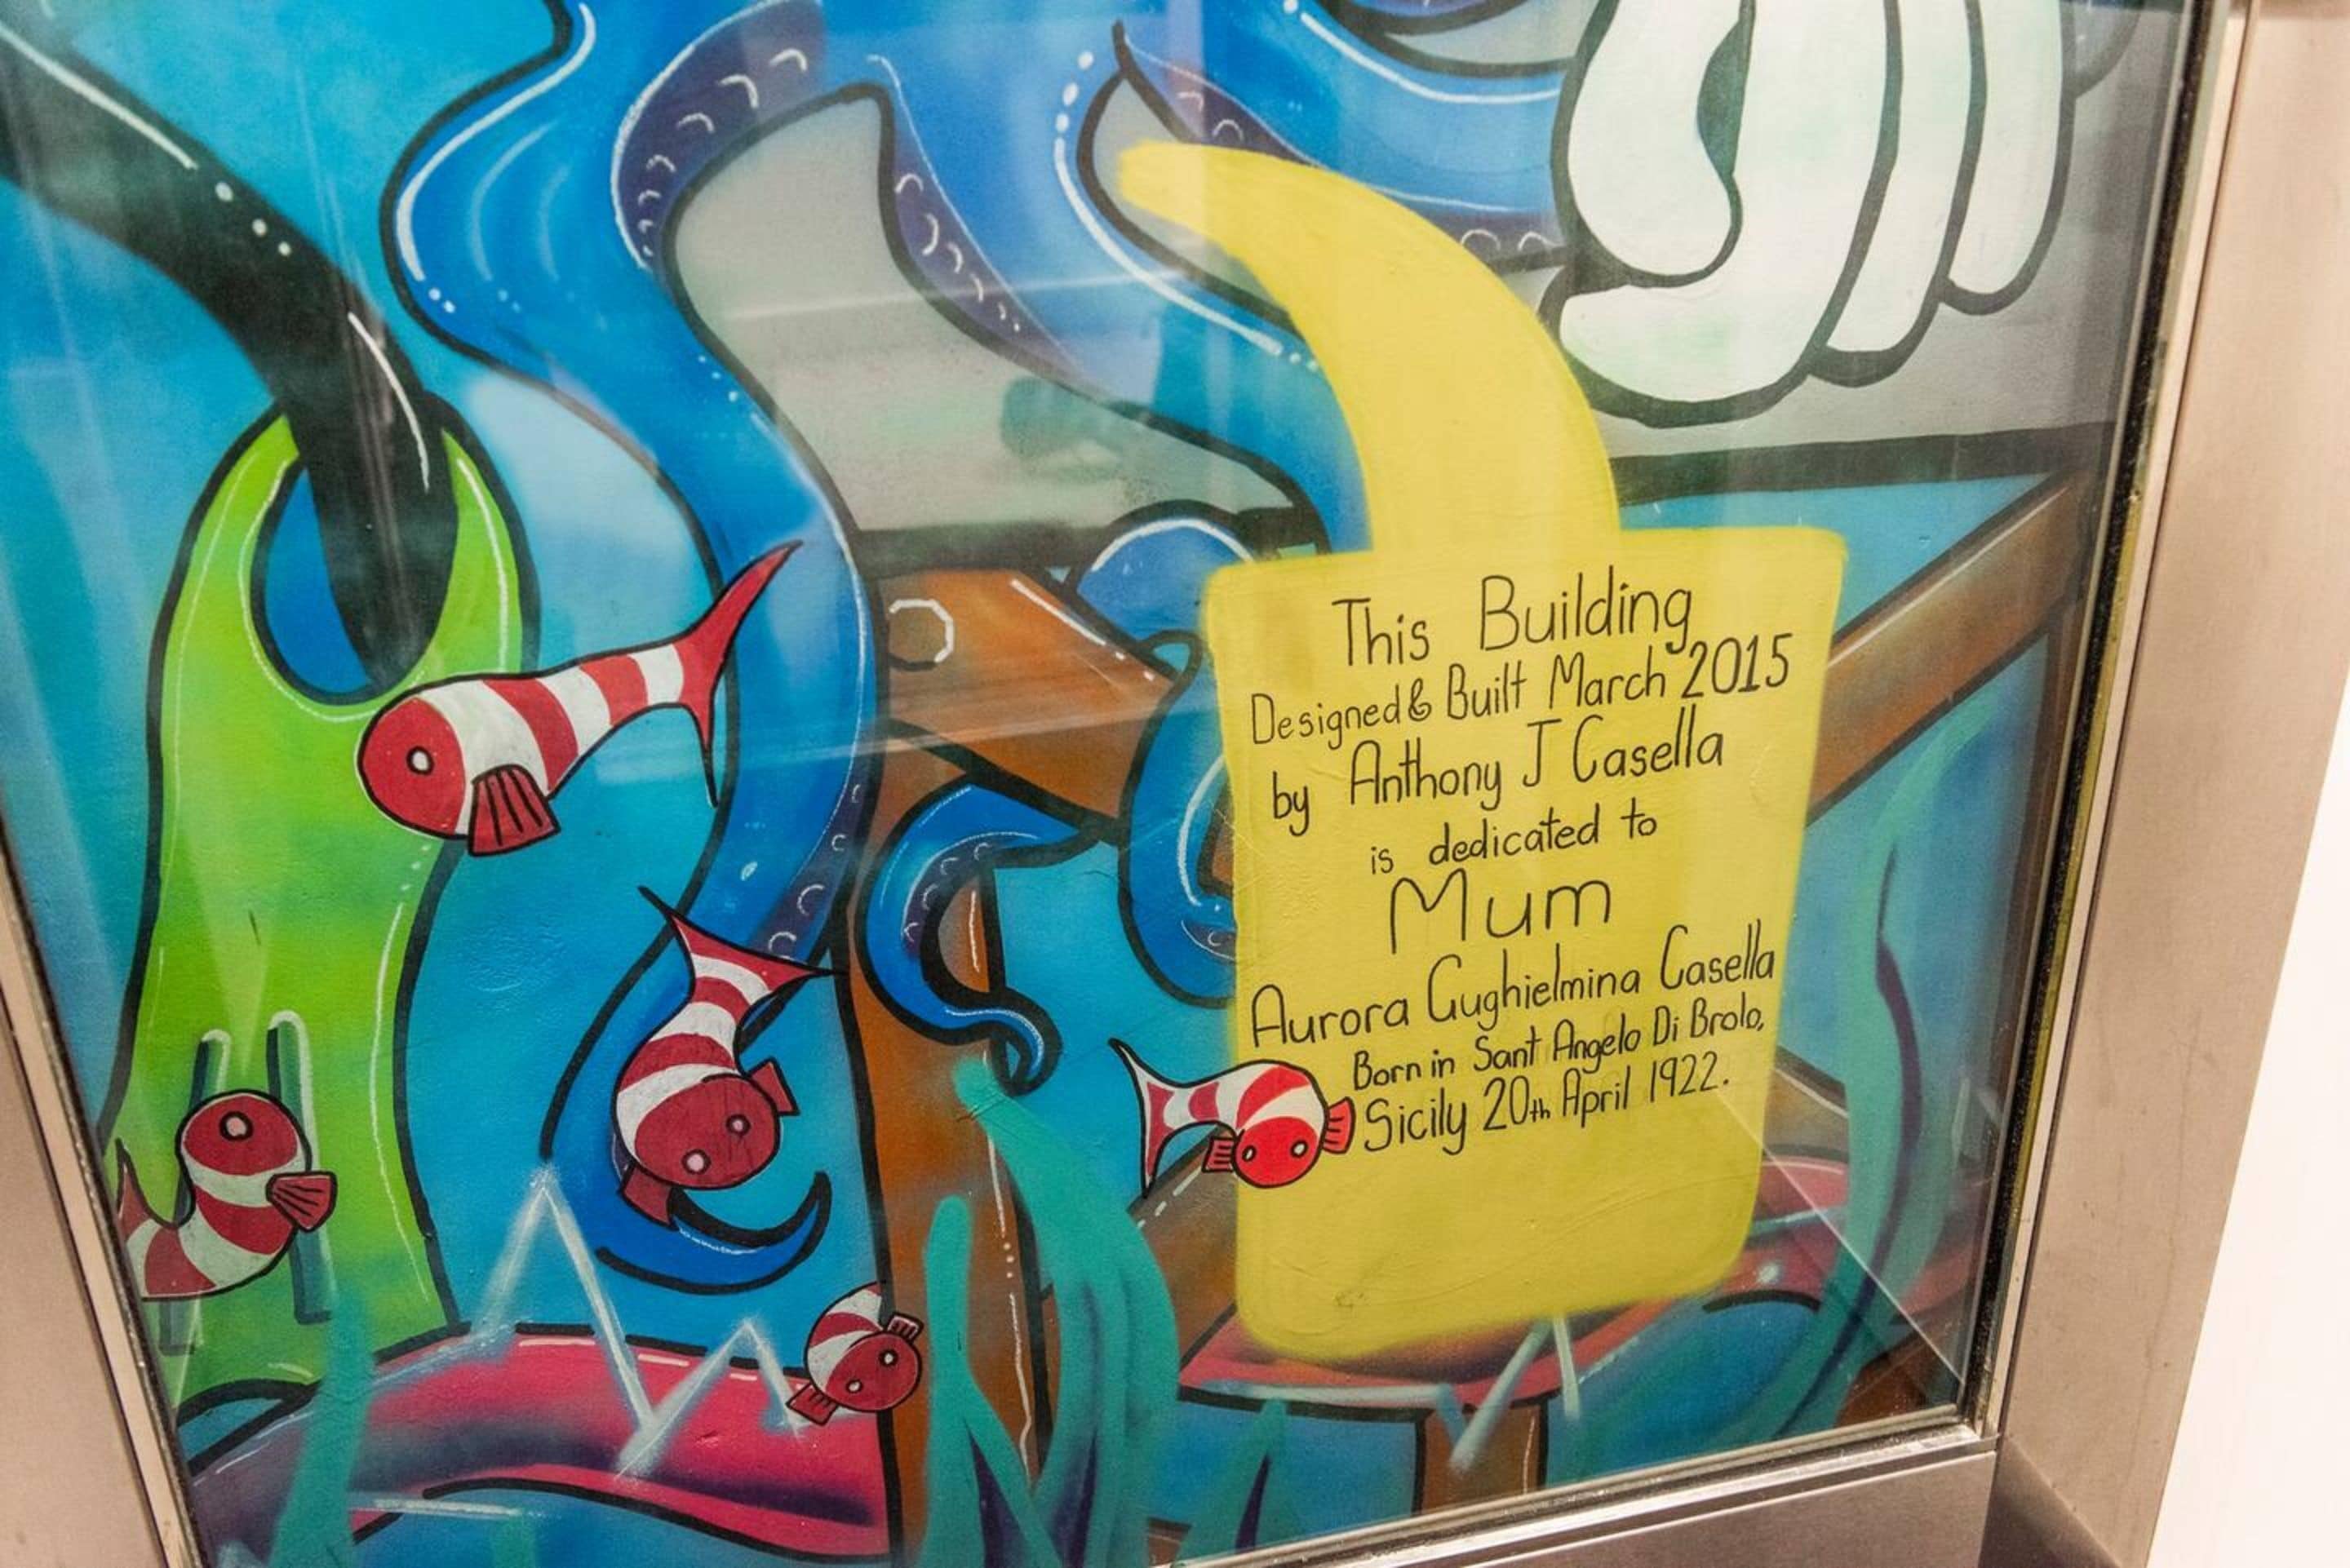 This Building
Designed & Built March 2015
by Anthony J Casella
is dedicated to
Mum
Aurora Gughielmina Casella
Born in Sant Angelo Di Brolo,
Sicily 20th April 1922.